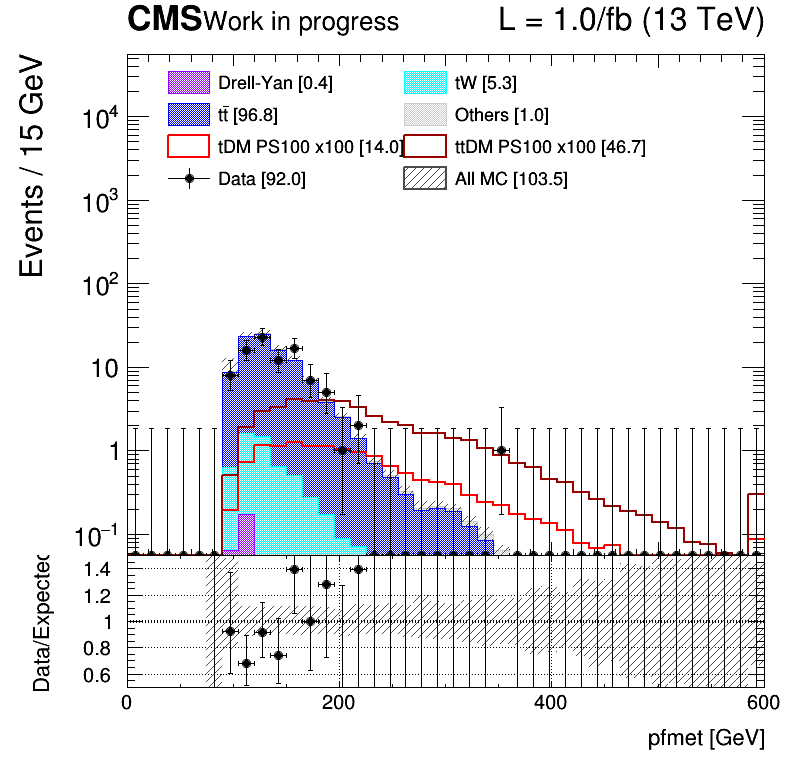 CMS Work in progress L = 1.0/fb (13 TeV)
Events / 15 GeV
Drell-Yan [0.4] tW [5.3]
tt̄ [96.8] Others [1.0]
tDM PS100 x100 [14.0] ttDM PS100 x100 [46.7]
Data [92.0] All MC [103.5]
10⁴
10³
10²
10
1
10⁻¹
Data/Expected
1.4
1.2
1
0.8
0.6
0 200 400 600
pfmet [GeV]